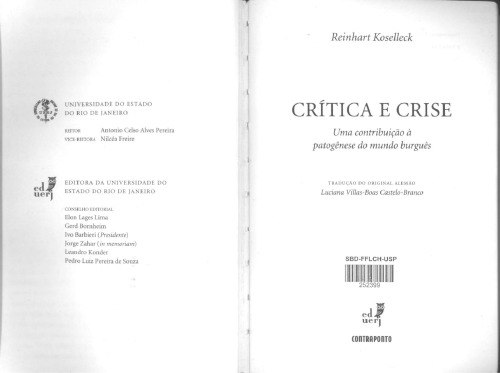 UNIVERSIDADE DO ESTADO
DO RIO DE JANEIRO
REITOR Antonio Celso Alves Pereira
VICE-REITORA Nilcéa Freire
ed
uerj
EDITORA DA UNIVERSIDADE DO
ESTADO DO RIO DE JANEIRO
CONSELHO EDITORIAL
Elon Lages Lima
Gerd Bornheim
Ivo Barbieri (Presidente)
Jorge Zahar (in memoriam)
Leandro Konder
Pedro Luiz Pereira de Souza
Reinhart Koselleck
CRÍTICA E CRISE
Uma contribuição à
patogênese do mundo burguês
TRADUÇÃO DO ORIGINAL ALEMÃO
Luciana Villas-Boas Castelo-Branco
SBD-FFLCH-USP
252399
ed
uerj
CONTRAPONTO